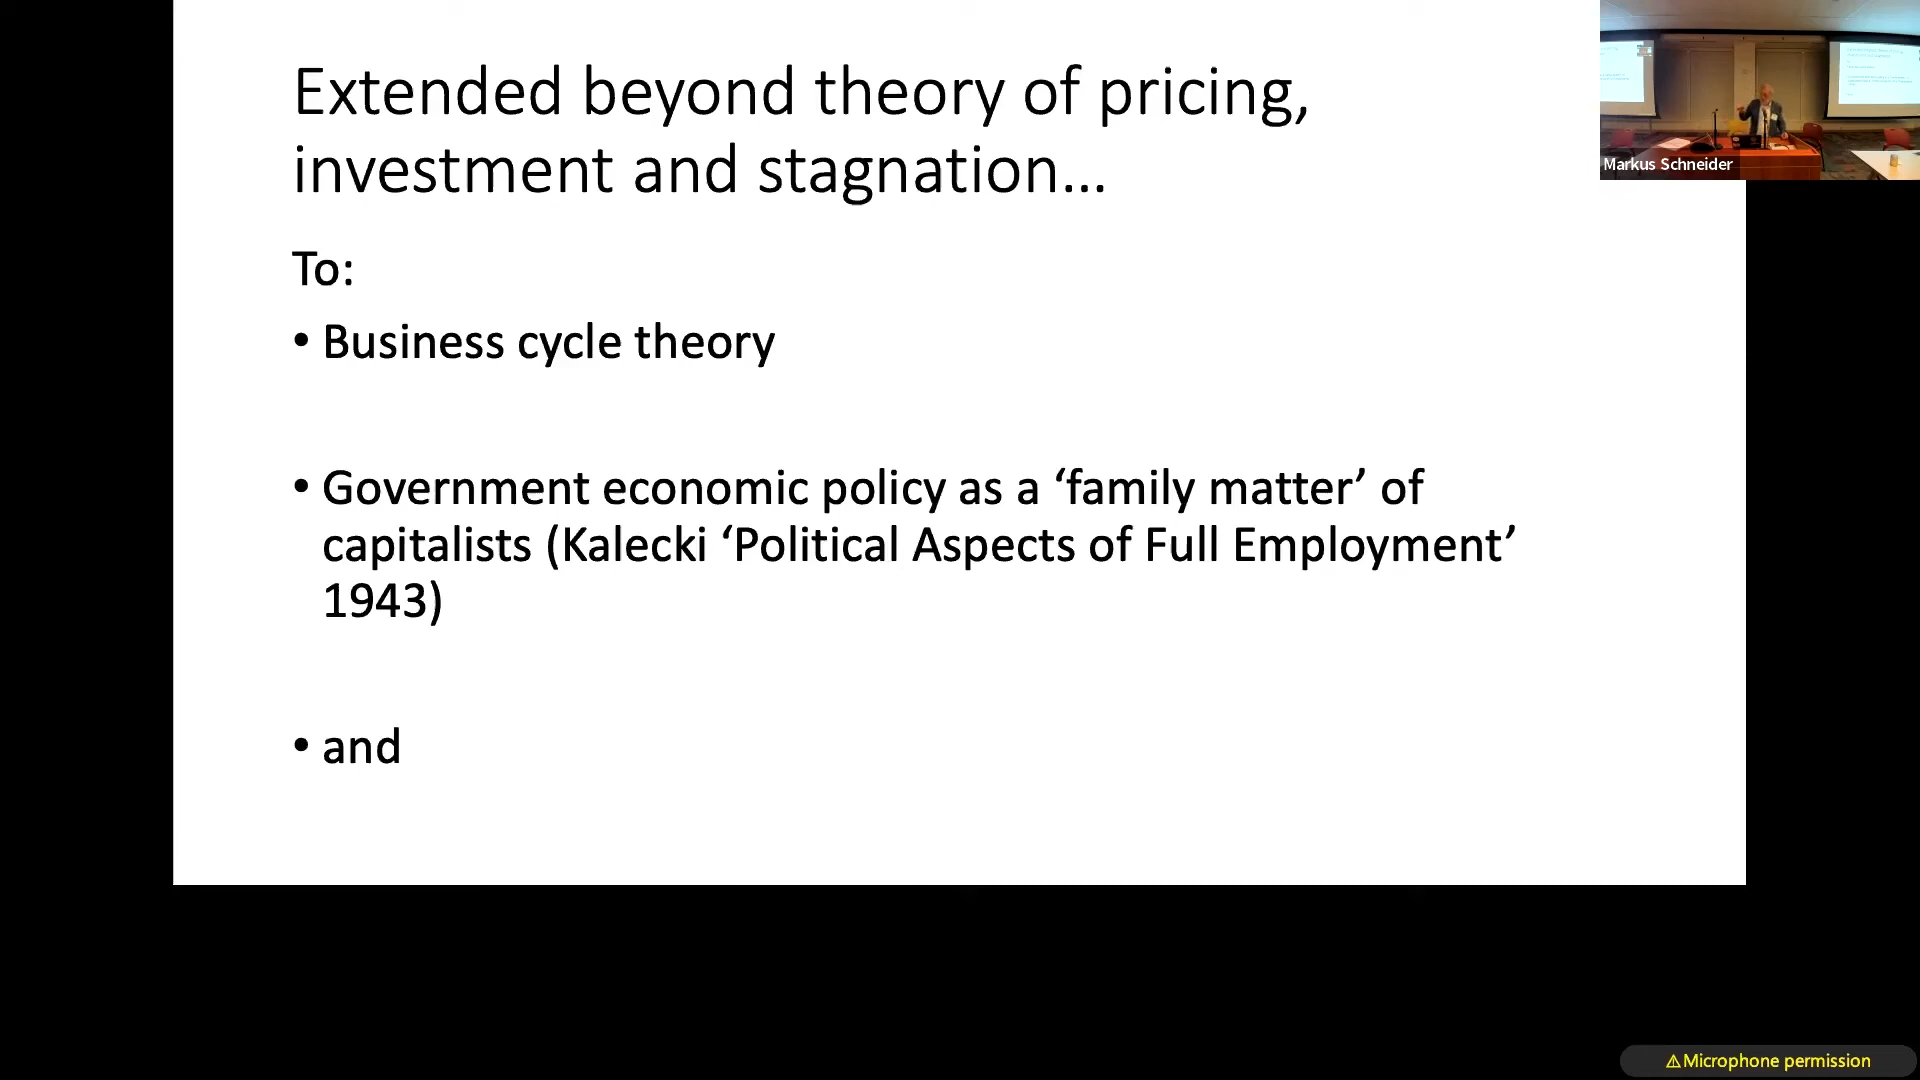 Extended beyond theory of pricing,
investment and stagnation...
To:
• Business cycle theory
• Government economic policy as a ‘family matter’ of
capitalists (Kalecki ‘Political Aspects of Full Employment’
1943)
• and
Markus Schneider
⚠Microphone permission